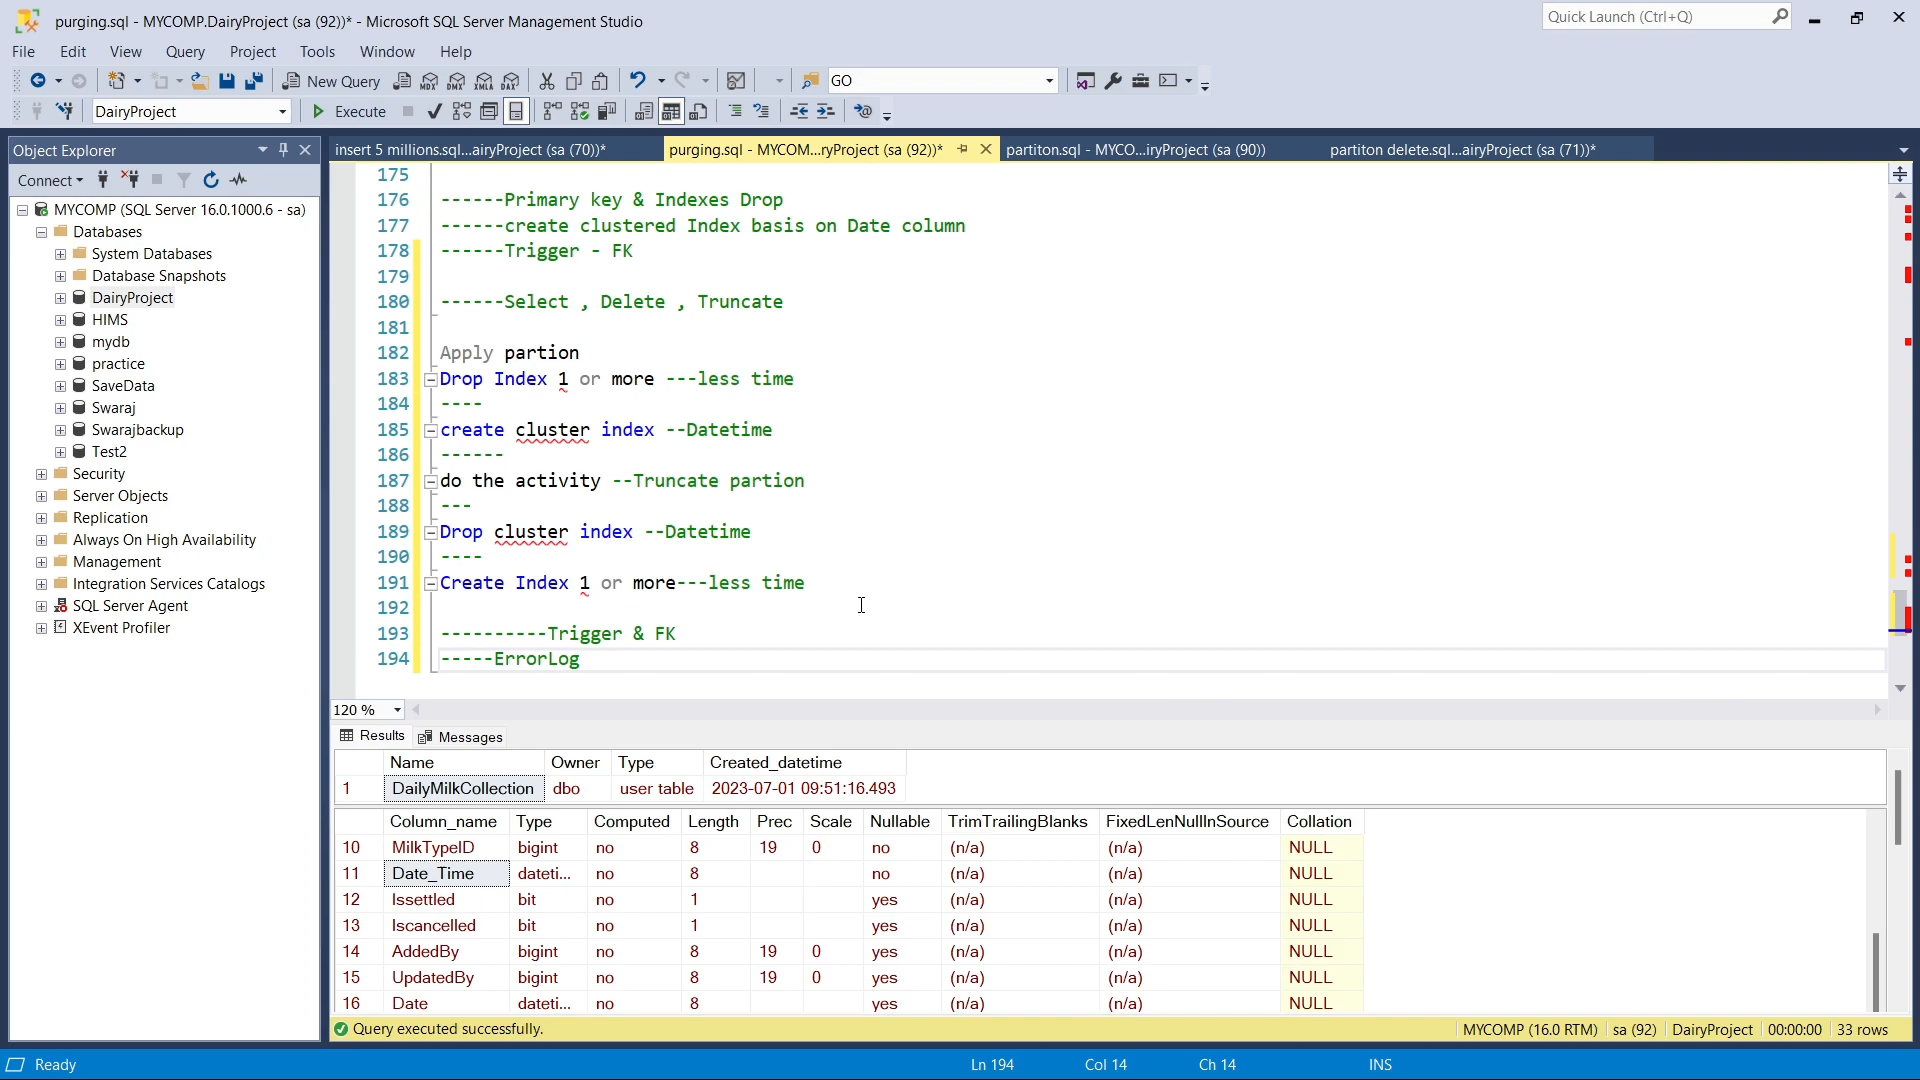 purging.sql - MYCOMP.DairyProject (sa (92))* - Microsoft SQL Server Management Studio
Quick Launch (Ctrl+Q)
File Edit View Query Project Tools Window Help
New Query MDX DMX XMLA DAX GO
DairyProject Execute
Object Explorer
insert 5 millions.sql...airyProject (sa (70))* purging.sql - MYCOM...ryProject (sa (92))* partiton.sql - MYCO...iryProject (sa (90)) partiton delete.sql...airyProject (sa (71))*
Connect
MYCOMP (SQL Server 16.0.1000.6 - sa)
Databases
System Databases
Database Snapshots
DairyProject
HIMS
mydb
practice
SaveData
Swaraj
Swarajbackup
Test2
Security
Server Objects
Replication
Always On High Availability
Management
Integration Services Catalogs
SQL Server Agent
XEvent Profiler
175
176 ------Primary key & Indexes Drop
177 ------create clustered Index basis on Date column
178 ------Trigger - FK
179
180 ------Select , Delete , Truncate
181
182 Apply partion
183 Drop Index 1 or more ---less time
184 ----
185 create cluster index --Datetime
186 ------
187 do the activity --Truncate partion
188 ---
189 Drop cluster index --Datetime
190 ----
191 Create Index 1 or more---less time
192
193 ----------Trigger & FK
194 -----ErrorLog
120 %
Results Messages
Name Owner Type Created_datetime
1 DailyMilkCollection dbo user table 2023-07-01 09:51:16.493
Column_name Type Computed Length Prec Scale Nullable TrimTrailingBlanks FixedLenNullInSource Collation
10 MilkTypeID bigint no 8 19 0 no (n/a) (n/a) NULL
11 Date_Time dateti... no 8 no (n/a) (n/a) NULL
12 Issettled bit no 1 yes (n/a) (n/a) NULL
13 Iscancelled bit no 1 yes (n/a) (n/a) NULL
14 AddedBy bigint no 8 19 0 yes (n/a) (n/a) NULL
15 UpdatedBy bigint no 8 19 0 yes (n/a) (n/a) NULL
16 Date dateti... no 8 yes (n/a) (n/a) NULL
Query executed successfully. MYCOMP (16.0 RTM) sa (92) DairyProject 00:00:00 33 rows
Ready Ln 194 Col 14 Ch 14 INS